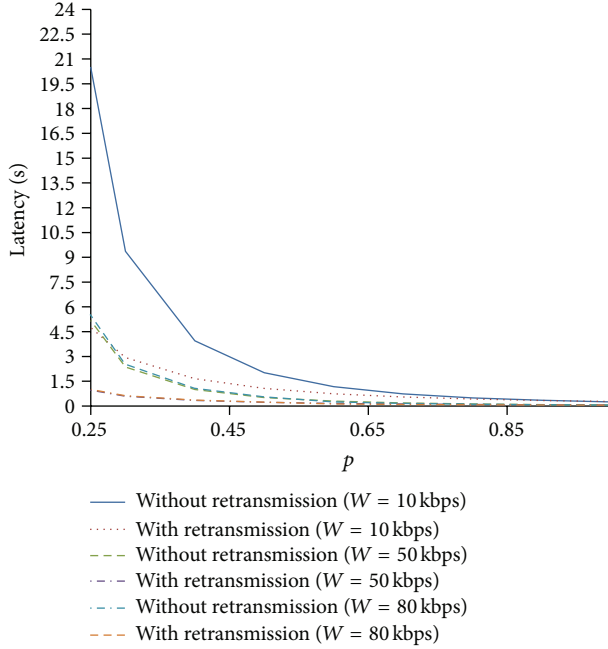 24
22.5
21
19.5
18
16.5
15
13.5
12
10.5
9
7.5
6
4.5
3
1.5
0
Latency (s)
0.25 0.45 0.65 0.85
p
Without retransmission (W = 10 kbps)
With retransmission (W = 10 kbps)
Without retransmission (W = 50 kbps)
With retransmission (W = 50 kbps)
Without retransmission (W = 80 kbps)
With retransmission (W = 80 kbps)